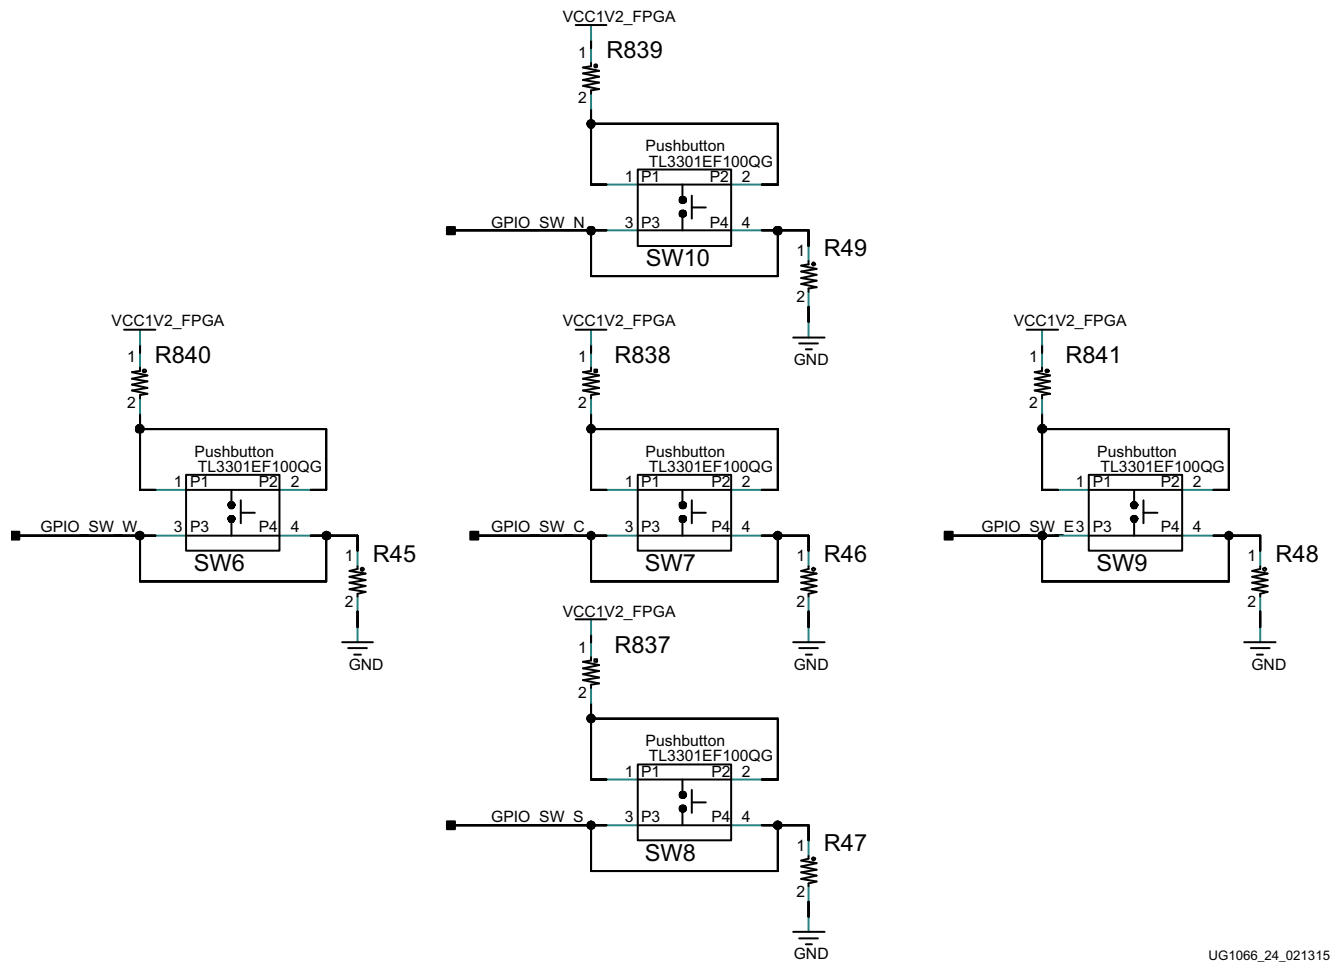 VCC1V2_FPGA
1 R839
2
Pushbutton
TL3301EF100QG
1 P1 P2 2
GPIO_SW_N 3 P3 P4 4
SW10
1 R49
2
GND
VCC1V2_FPGA
1 R840
2
Pushbutton
TL3301EF100QG
1 P1 P2 2
GPIO_SW_W 3 P3 P4 4
SW6
1 R45
2
GND
VCC1V2_FPGA
1 R838
2
Pushbutton
TL3301EF100QG
1 P1 P2 2
GPIO_SW_C 3 P3 P4 4
SW7
1 R46
2
GND
VCC1V2_FPGA
1 R841
2
Pushbutton
TL3301EF100QG
1 P1 P2 2
GPIO_SW_E 3 P3 P4 4
SW9
1 R48
2
GND
VCC1V2_FPGA
1 R837
2
Pushbutton
TL3301EF100QG
1 P1 P2 2
GPIO_SW_S 3 P3 P4 4
SW8
1 R47
2
GND
UG1066_24_021315